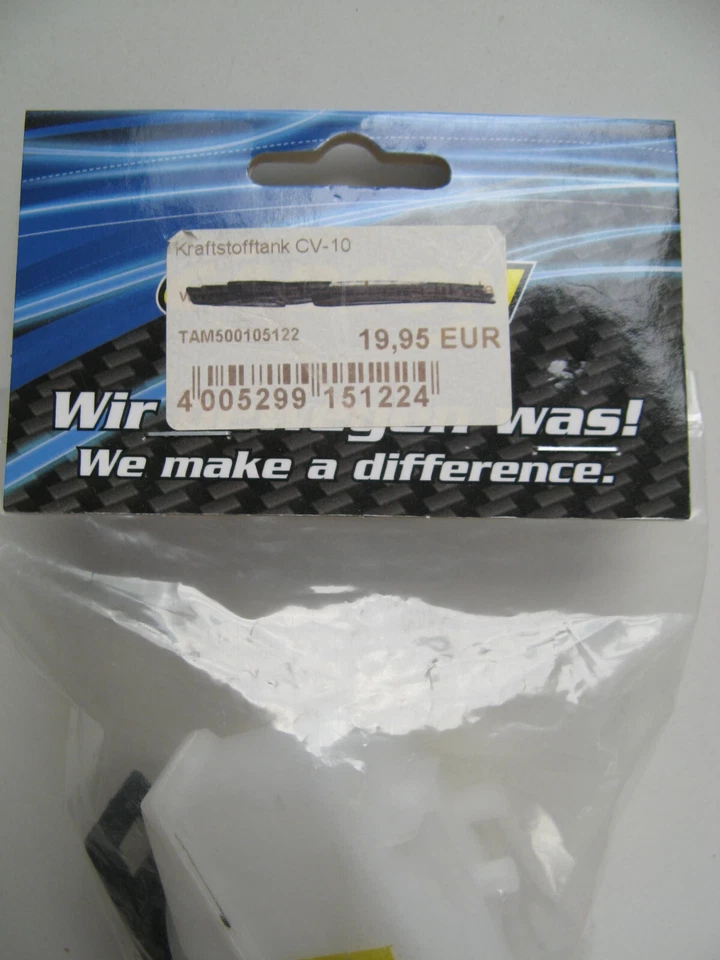 Kraftstofftank CV-10
TAM500105122
19,95 EUR
4 005299 151224
Wir was!
We make a difference.